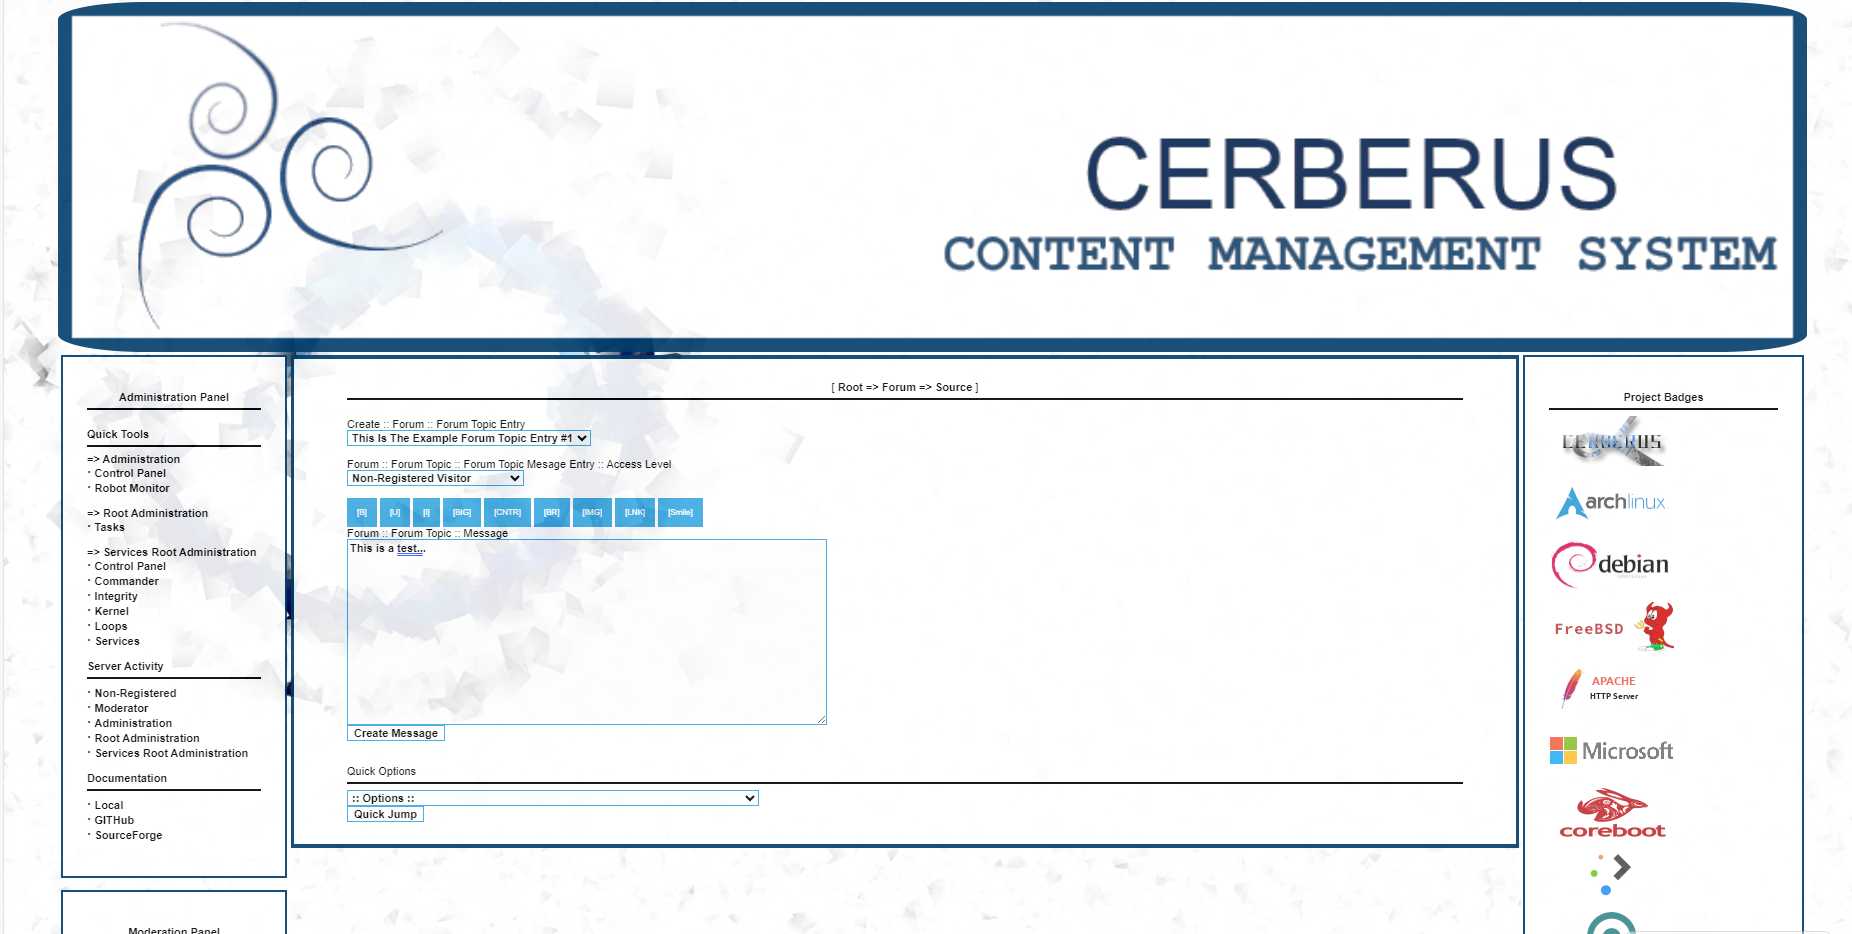 CERBERUS
CONTENT MANAGEMENT SYSTEM
Administration Panel
Quick Tools
=> Administration
· Control Panel
· Robot Monitor
=> Root Administration
· Tasks
=> Services Root Administration
· Control Panel
· Commander
· Integrity
· Kernel
· Loops
· Services
Server Activity
· Non-Registered
· Moderator
· Administration
· Root Administration
· Services Root Administration
Documentation
· Local
· GITHub
· SourceForge
Moderation Panel
[ Root => Forum => Source ]
Create :: Forum :: Forum Topic Entry
This Is The Example Forum Topic Entry #1
Forum :: Forum Topic :: Forum Topic Mesage Entry :: Access Level
Non-Registered Visitor
[B] [U] [I] [BIG] [CNTR] [BR] [IMG] [LNK] [Smile]
Forum :: Forum Topic :: Message
This is a test...
Create Message
Quick Options
:: Options ::
Quick Jump
Project Badges
CERBERUS
archlinux
debian
FreeBSD
APACHE
HTTP Server
Microsoft
coreboot